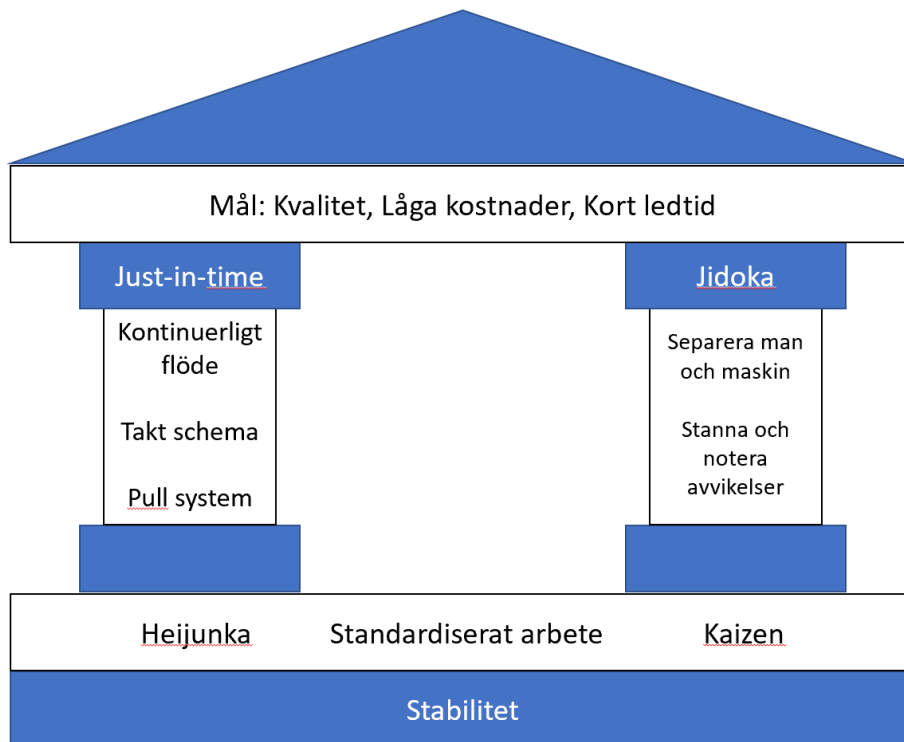 Mål: Kvalitet, Låga kostnader, Kort ledtid
Just-in-time
Kontinuerligt
flöde
Takt schema
Pull system
Jidoka
Separera man
och maskin
Stanna och
notera
avvikelser
Heijunka
Standardiserat arbete
Kaizen
Stabilitet